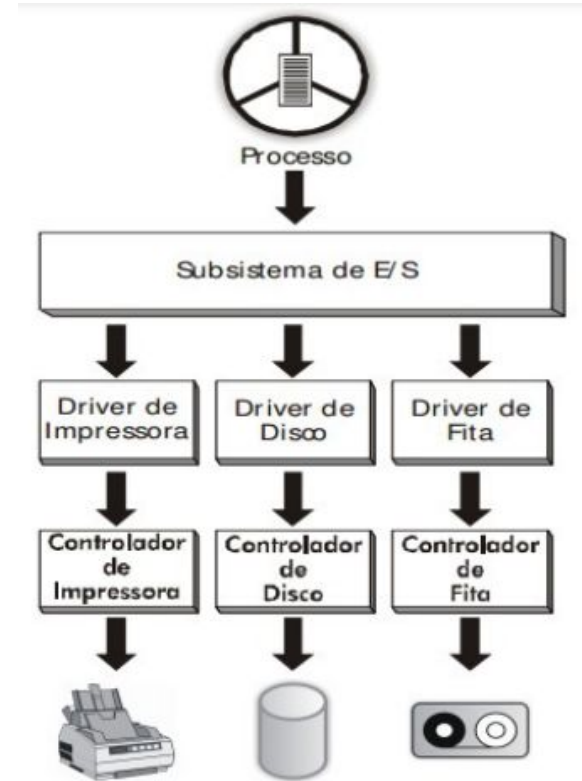 Processo
Subsistema de E/S
Driver de
Impressora
Driver de
Disco
Driver de
Fita
Controlador
de
Impressora
Controlador
de
Disco
Controlador
de
Fita